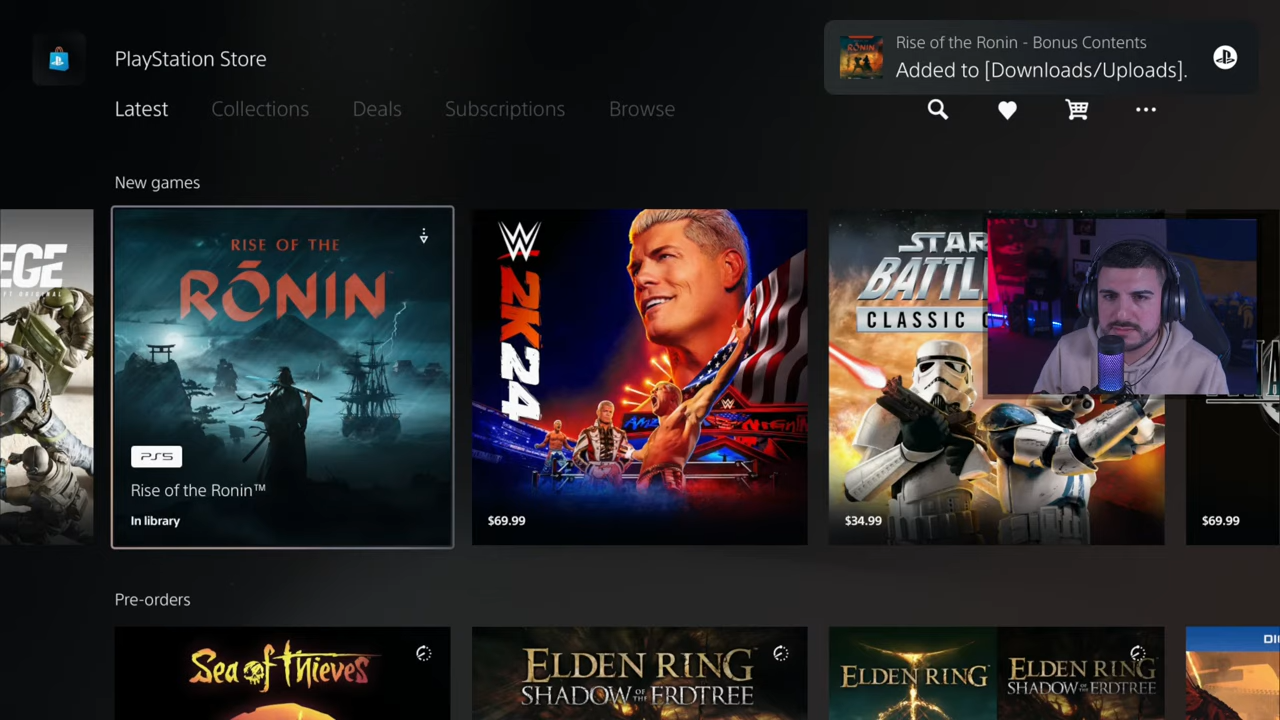 PlayStation Store
Rise of the Ronin - Bonus Contents
Added to [Downloads/Uploads].
Latest
Collections
Deals
Subscriptions
Browse
New games
EGE
RISE OF THE
RŌNIN
PS5
Rise of the Ronin™
In library
W
2K24
$69.99
STAR
BATTL
CLASSIC C
$34.99
$69.99
Pre-orders
Sea of Thieves
ELDEN RING
SHADOW OF THE ERDTREE
ELDEN RING
ELDEN RING
SHADOW OF THE ERDTREE
DI